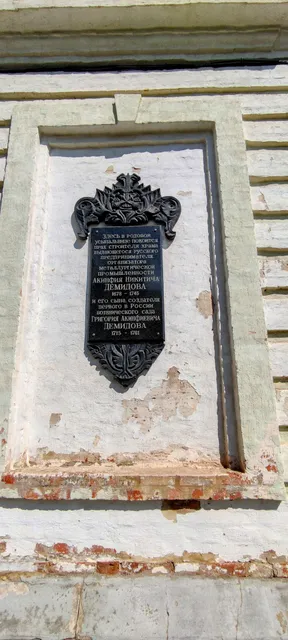 Здесь в родовой
усыпальнице покоится
прах строителя храма
выдающегося русского
предпринимателя
организатора
металлургической
промышленности
Акинфия Никитича
ДЕМИДОВА
1678 - 1745
и его сына создателя
первого в России
ботанического сада
Григория Акинфиевича
ДЕМИДОВА
1715 - 1761